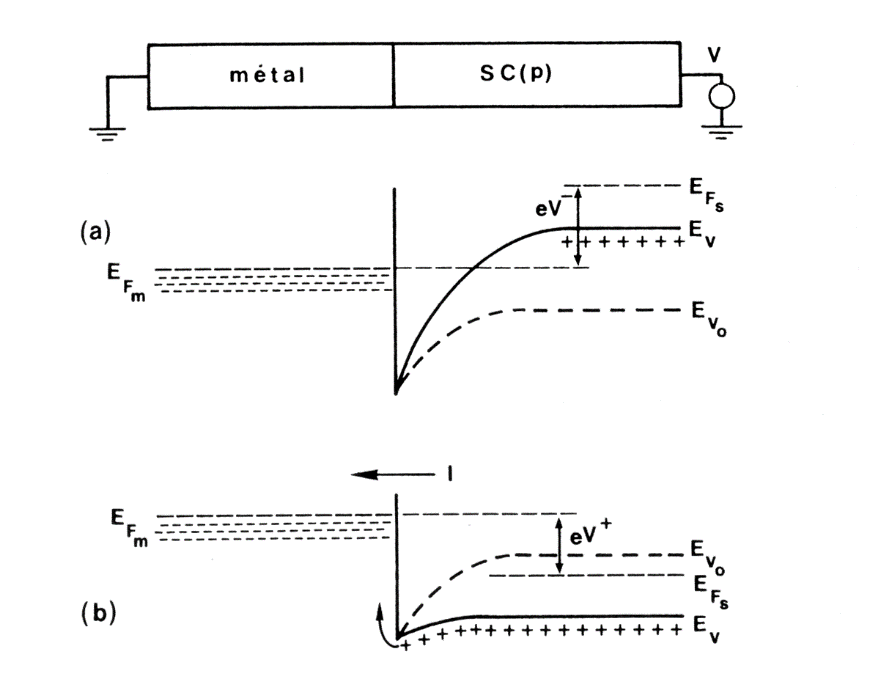 métal SC(p) V
(a)
eV⁻ E_Fs
E_V
+ + + + + + +
E_Fm
E_Vo
I
E_Fm
eV⁺ E_Vo
E_Fs
(b)
E_V
+ + + + + + + + + + + + + + + + + +